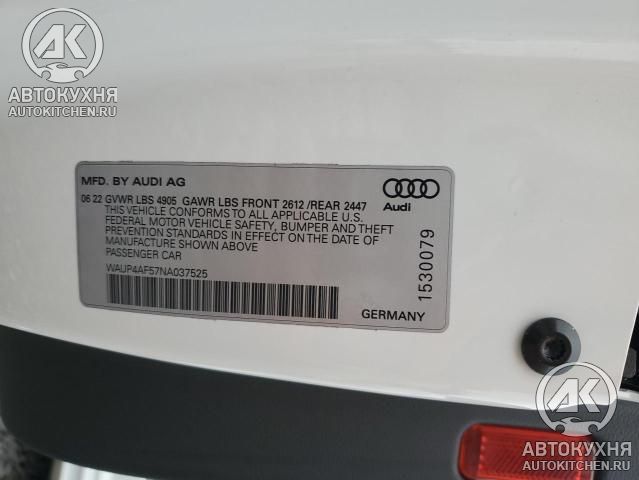 AK
АВТОКУХНЯ
AUTOKITCHEN.RU
MFD. BY AUDI AG
06 22 GVWR LBS 4905 GAWR LBS FRONT 2612 /REAR 2447
THIS VEHICLE CONFORMS TO ALL APPLICABLE U.S.
FEDERAL MOTOR VEHICLE SAFETY, BUMPER AND THEFT
PREVENTION STANDARDS IN EFFECT ON THE DATE OF
MANUFACTURE SHOWN ABOVE
PASSENGER CAR
WAUP4AF57NA037525
Audi
1530079
GERMANY
AK
АВТОКУХНЯ
AUTOKITCHEN.RU